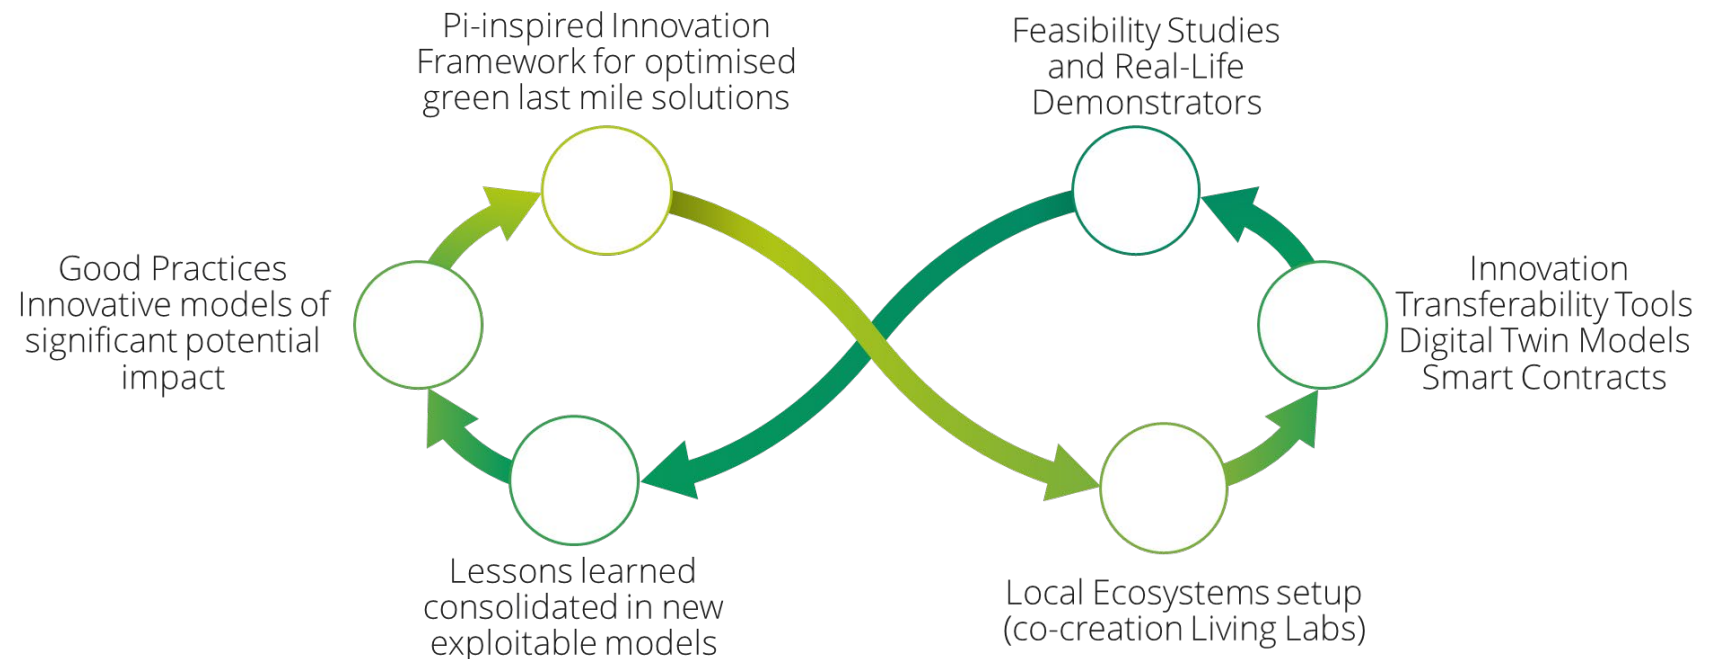 Pi-inspired Innovation
Framework for optimised
green last mile solutions
Feasibility Studies
and Real-Life
Demonstrators
Good Practices
Innovative models of
significant potential
impact
Innovation
Transferability Tools
Digital Twin Models
Smart Contracts
Lessons learned
consolidated in new
exploitable models
Local Ecosystems setup
(co-creation Living Labs)